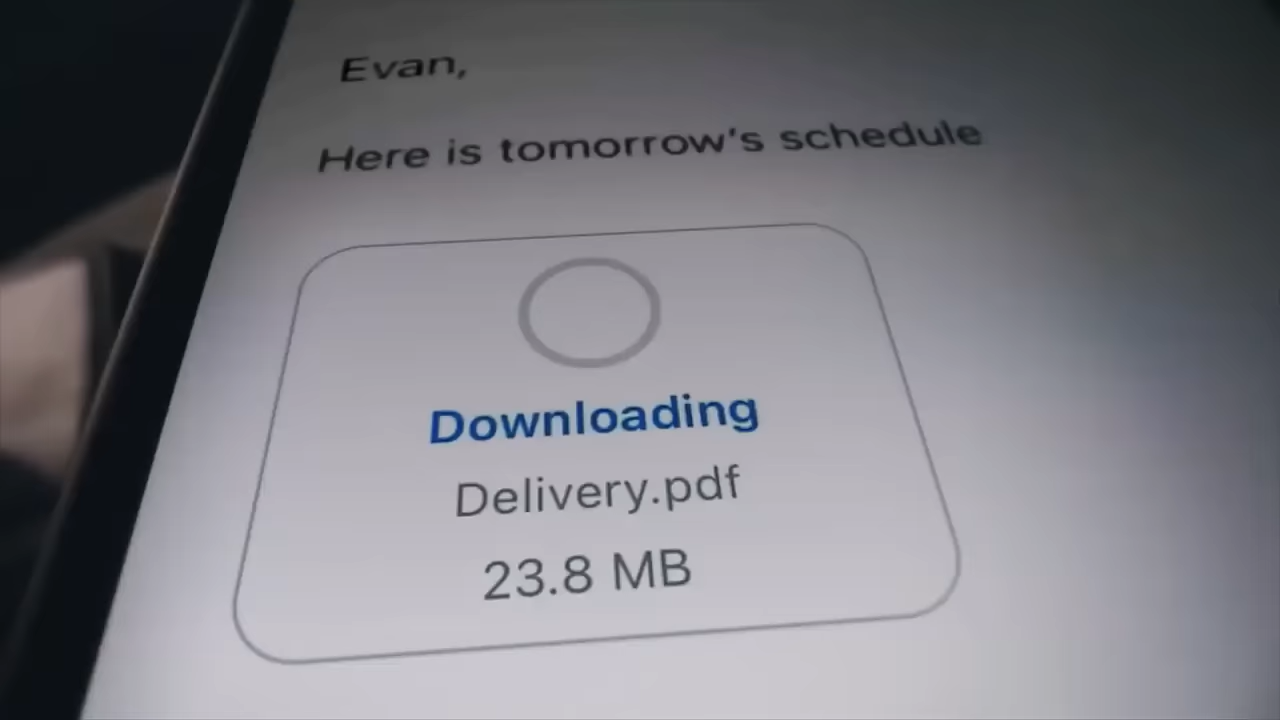 Evan,
Here is tomorrow's schedule
Downloading
Delivery.pdf
23.8 MB